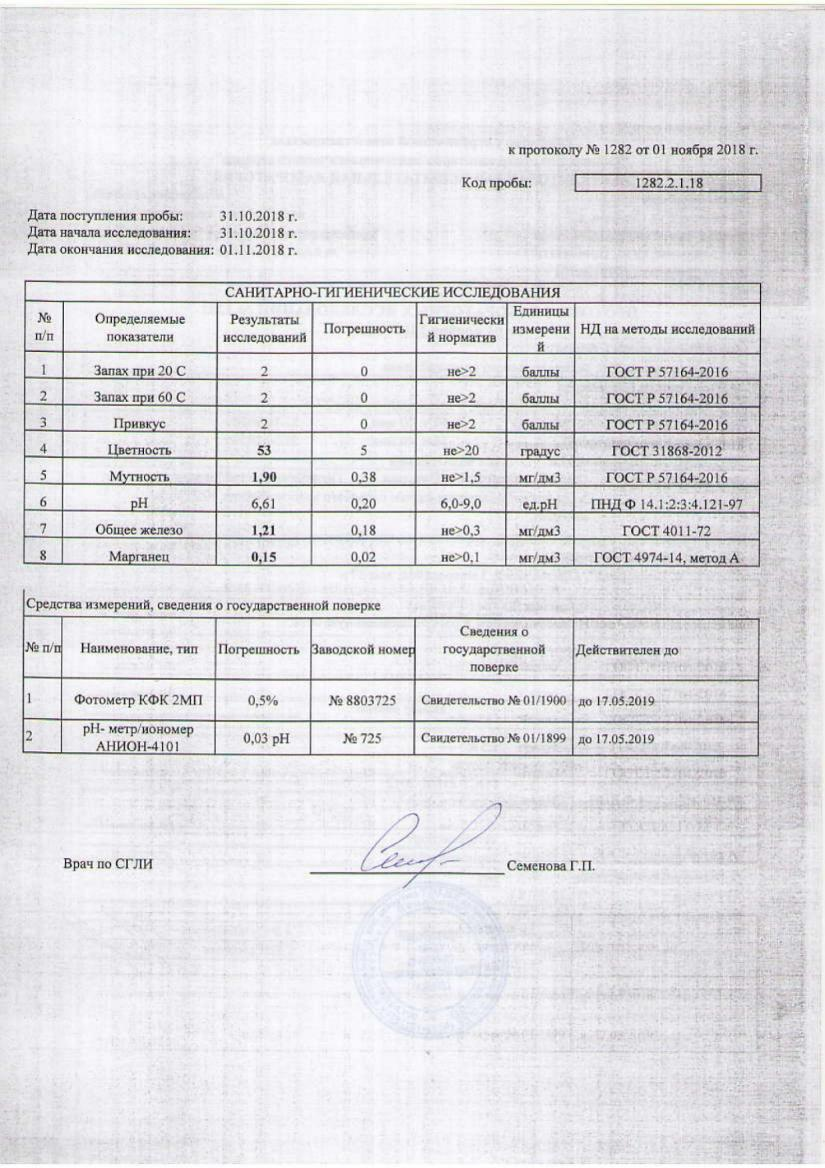 к протоколу № 1282 от 01 ноября 2018 г.
Код пробы: 1282.2.1.18
Дата поступления пробы: 31.10.2018 г.
Дата начала исследования: 31.10.2018 г.
Дата окончания исследования: 01.11.2018 г.
САНИТАРНО-ГИГИЕНИЧЕСКИЕ ИССЛЕДОВАНИЯ
№ п/п Определяемые показатели Результаты исследований Погрешность Гигиенически й норматив Единицы измерени й НД на методы исследований
1 Запах при 20 С 2 0 не>2 баллы ГОСТ Р 57164-2016
2 Запах при 60 С 2 0 не>2 баллы ГОСТ Р 57164-2016
3 Привкус 2 0 не>2 баллы ГОСТ Р 57164-2016
4 Цветность 53 5 не>20 градус ГОСТ 31868-2012
5 Мутность 1,90 0,38 не>1,5 мг/дм3 ГОСТ Р 57164-2016
6 pH 6,61 0,20 6,0-9,0 ед.pH ПНД Ф 14.1:2:3:4.121-97
7 Общее железо 1,21 0,18 не>0,3 мг/дм3 ГОСТ 4011-72
8 Марганец 0,15 0,02 не>0,1 мг/дм3 ГОСТ 4974-14, метод А
Средства измерений, сведения о государственной поверке
№ п/п Наименование, тип Погрешность Заводской номер Сведения о государственной поверке Действителен до
1 Фотометр КФК 2МП 0,5% № 8803725 Свидетельство № 01/1900 до 17.05.2019
2 pH- метр/иономер АНИОН-4101 0,03 pH № 725 Свидетельство № 01/1899 до 17.05.2019
Врач по СГЛИ Семенова Г.П.